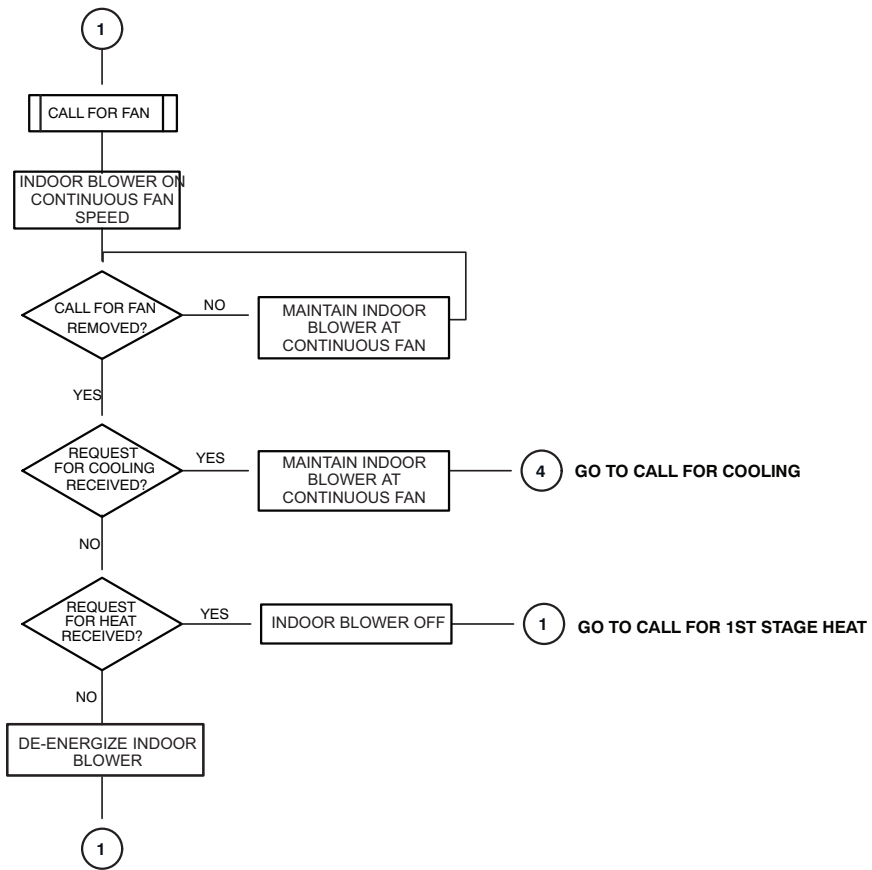 1
CALL FOR FAN
INDOOR BLOWER ON
CONTINUOUS FAN
SPEED
CALL FOR FAN
REMOVED?
NO
MAINTAIN INDOOR
BLOWER AT
CONTINUOUS FAN
YES
REQUEST
FOR COOLING
RECEIVED?
YES
MAINTAIN INDOOR
BLOWER AT
CONTINUOUS FAN
4
GO TO CALL FOR COOLING
NO
REQUEST
FOR HEAT
RECEIVED?
YES
INDOOR BLOWER OFF
1
GO TO CALL FOR 1ST STAGE HEAT
NO
DE-ENERGIZE INDOOR
BLOWER
1